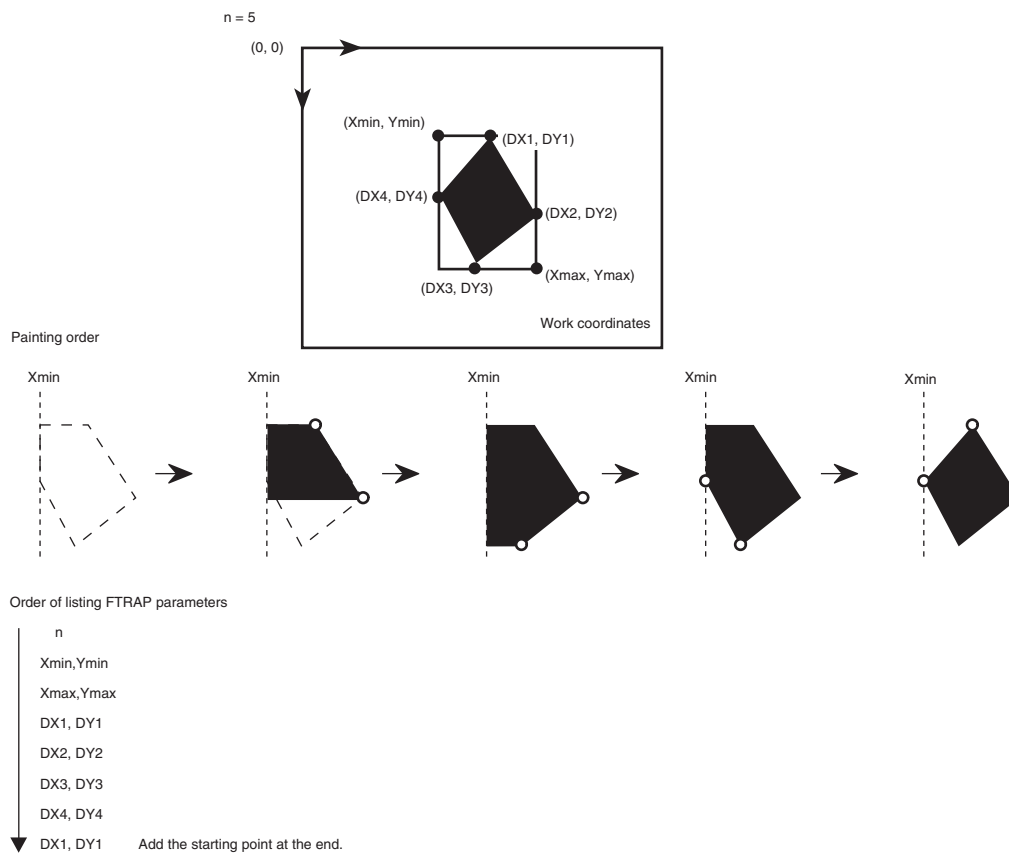 n = 5
(0, 0)
(Xmin, Ymin)
(DX1, DY1)
(DX4, DY4)
(DX2, DY2)
(Xmax, Ymax)
(DX3, DY3)
Work coordinates
Painting order
Xmin
Xmin
Xmin
Xmin
Xmin
Order of listing FTRAP parameters
n
Xmin,Ymin
Xmax,Ymax
DX1, DY1
DX2, DY2
DX3, DY3
DX4, DY4
DX1, DY1 Add the starting point at the end.